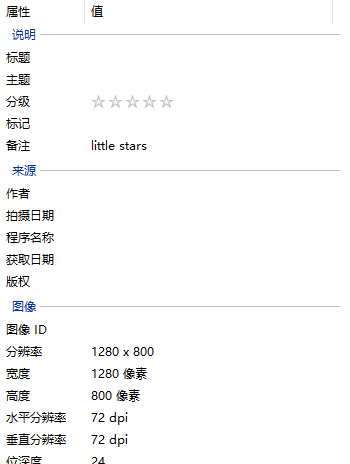 属性 值
说明
标题
主题
分级
标记
备注 little stars
来源
作者
拍摄日期
程序名称
获取日期
版权
图像
图像 ID
分辨率 1280 x 800
宽度 1280 像素
高度 800 像素
水平分辨率 72 dpi
垂直分辨率 72 dpi
位深度 24